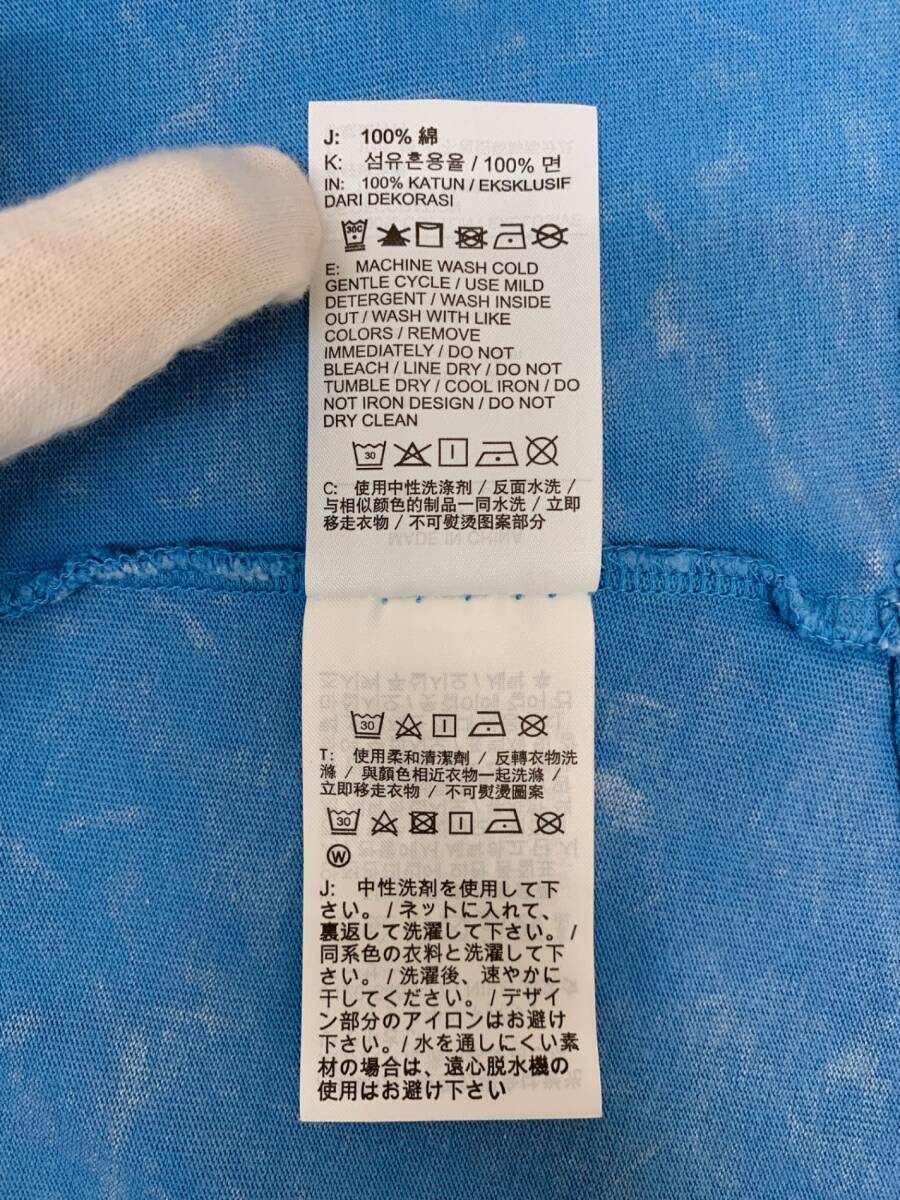 J: 100% 綿
K: 섬유혼용율 / 100% 면
IN: 100% KATUN / EKSKLUSIF
DARI DEKORASI
30C
E: MACHINE WASH COLD
GENTLE CYCLE / USE MILD
DETERGENT / WASH INSIDE
OUT / WASH WITH LIKE
COLORS / REMOVE
IMMEDIATELY / DO NOT
BLEACH / LINE DRY / DO NOT
TUMBLE DRY / COOL IRON / DO
NOT IRON DESIGN / DO NOT
DRY CLEAN
30
C: 使用中性洗涤剂 / 反面水洗 /
与相似颜色的制品一同水洗 / 立即
移走衣物 / 不可熨烫图案部分
MADE IN CHINA
30
T: 使用柔和清潔劑 / 反轉衣物洗
滌 / 與顏色相近衣物一起洗滌 /
立即移走衣物 / 不可熨燙圖案
30
W
J: 中性洗剤を使用して下
さい。/ ネットに入れて、
裏返して洗濯して下さい。/
同系色の衣料と洗濯して下
さい。/ 洗濯後、速やかに
干してください。/ デザイ
ン部分のアイロンはお避け
下さい。/ 水を通しにくい素
材の場合は、遠心脱水機の
使用はお避け下さい